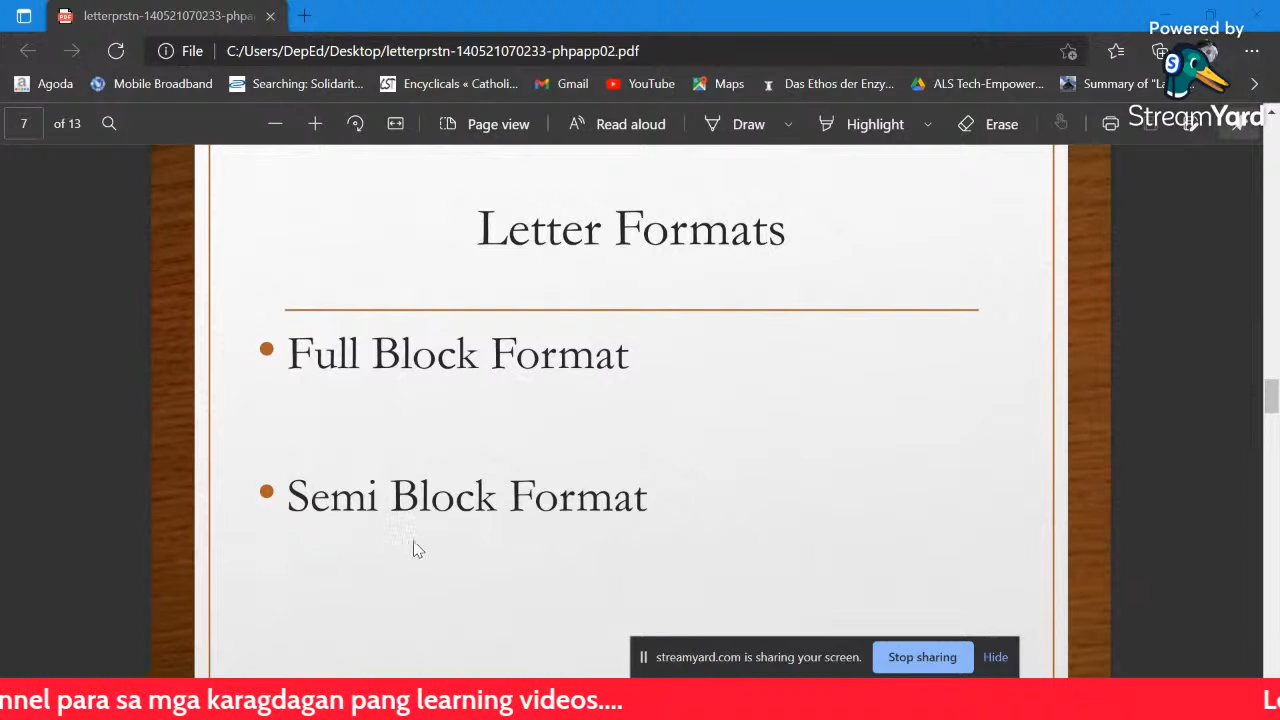 letterprstn-140521070233-phpa
Powered by
File
C:/Users/DepEd/Desktop/letterprstn-140521070233-phpapp02.pdf
Agoda
Mobile Broadband
Searching: Solidarit...
Encyclicals « Catholi...
Gmail
YouTube
Maps
Das Ethos der Enzy...
ALS Tech-Empower...
Summary of "La
StreamYard
7 of 13
Page view
Read aloud
Draw
Highlight
Erase
Letter Formats
Full Block Format
Semi Block Format
streamyard.com is sharing your screen.
Stop sharing
Hide
nnel para sa mga karagdagan pang learning videos....